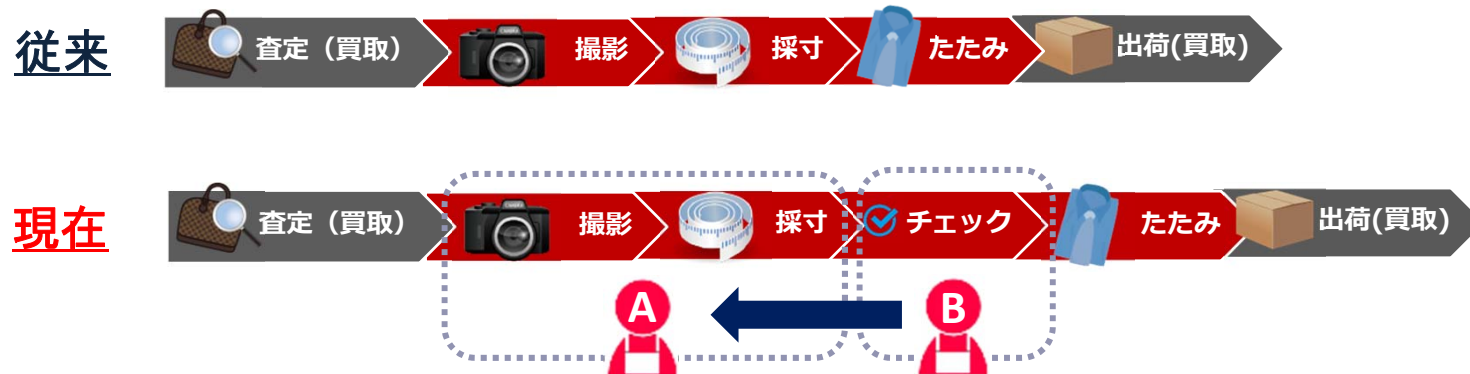 従来
査定（買取）
撮影
採寸
たたみ
出荷(買取)
現在
査定（買取）
撮影
採寸
チェック
たたみ
出荷(買取)
A
B